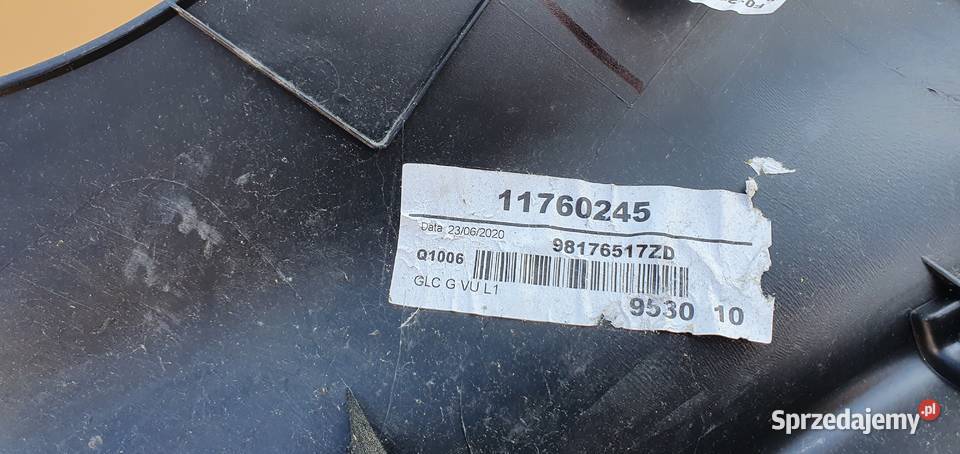 11760245
Data 23/06/2020
98176517ZD
Q1006
GLC G VU L1
9530 10
Sprzedajemy.pl